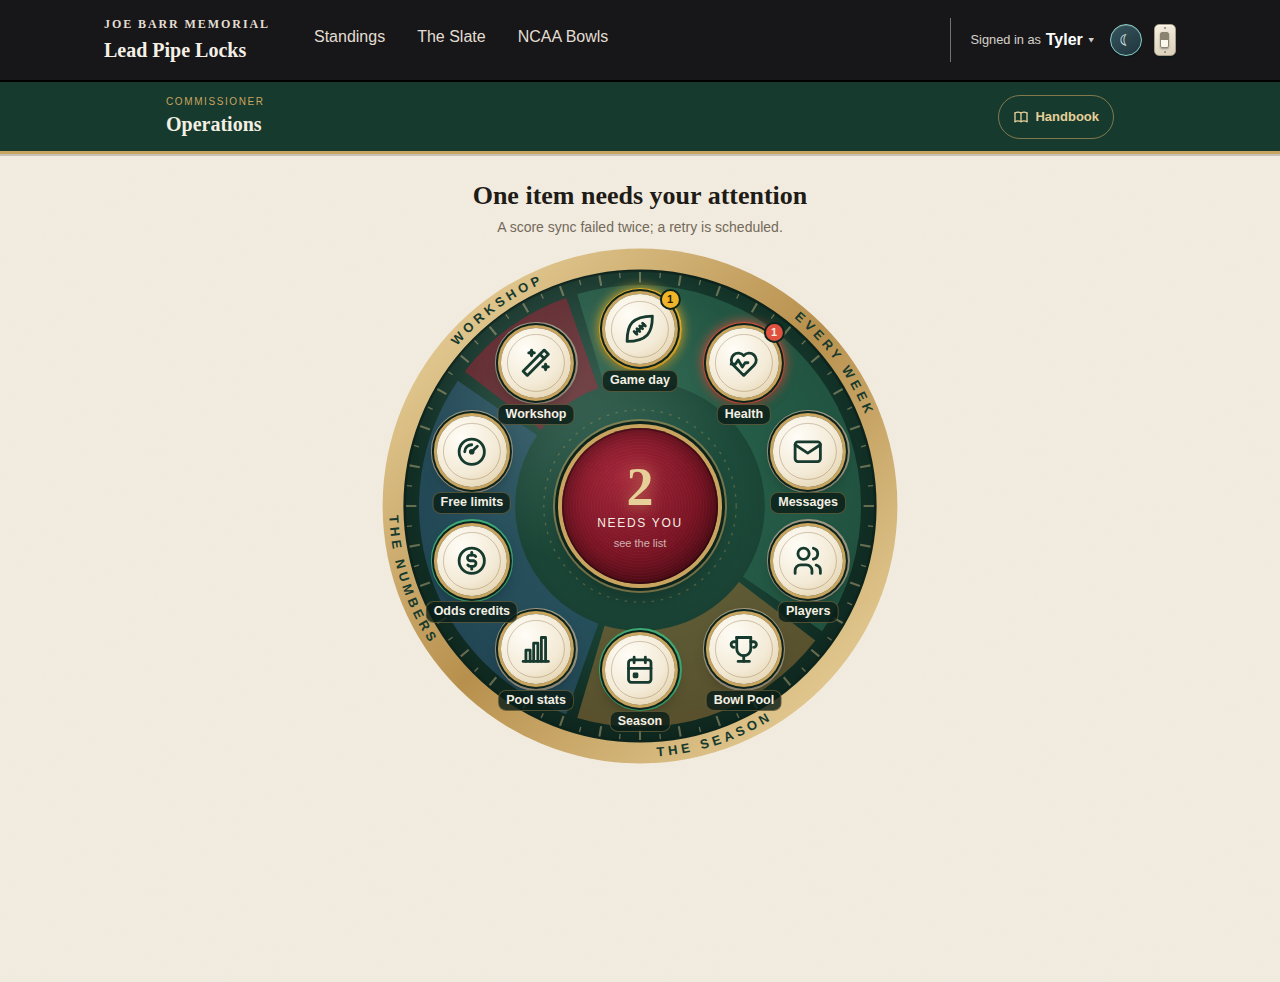 JOE BARR MEMORIAL
Lead Pipe Locks
Standings
The Slate
NCAA Bowls
Signed in as Tyler
COMMISSIONER
Operations
Handbook
One item needs your attention
A score sync failed twice; a retry is scheduled.
WORKSHOP
EVERY WEEK
THE NUMBERS
THE SEASON
1
Game day
1
Health
Workshop
Messages
Free limits
Players
Odds credits
Bowl Pool
Pool stats
Season
2
NEEDS YOU
see the list